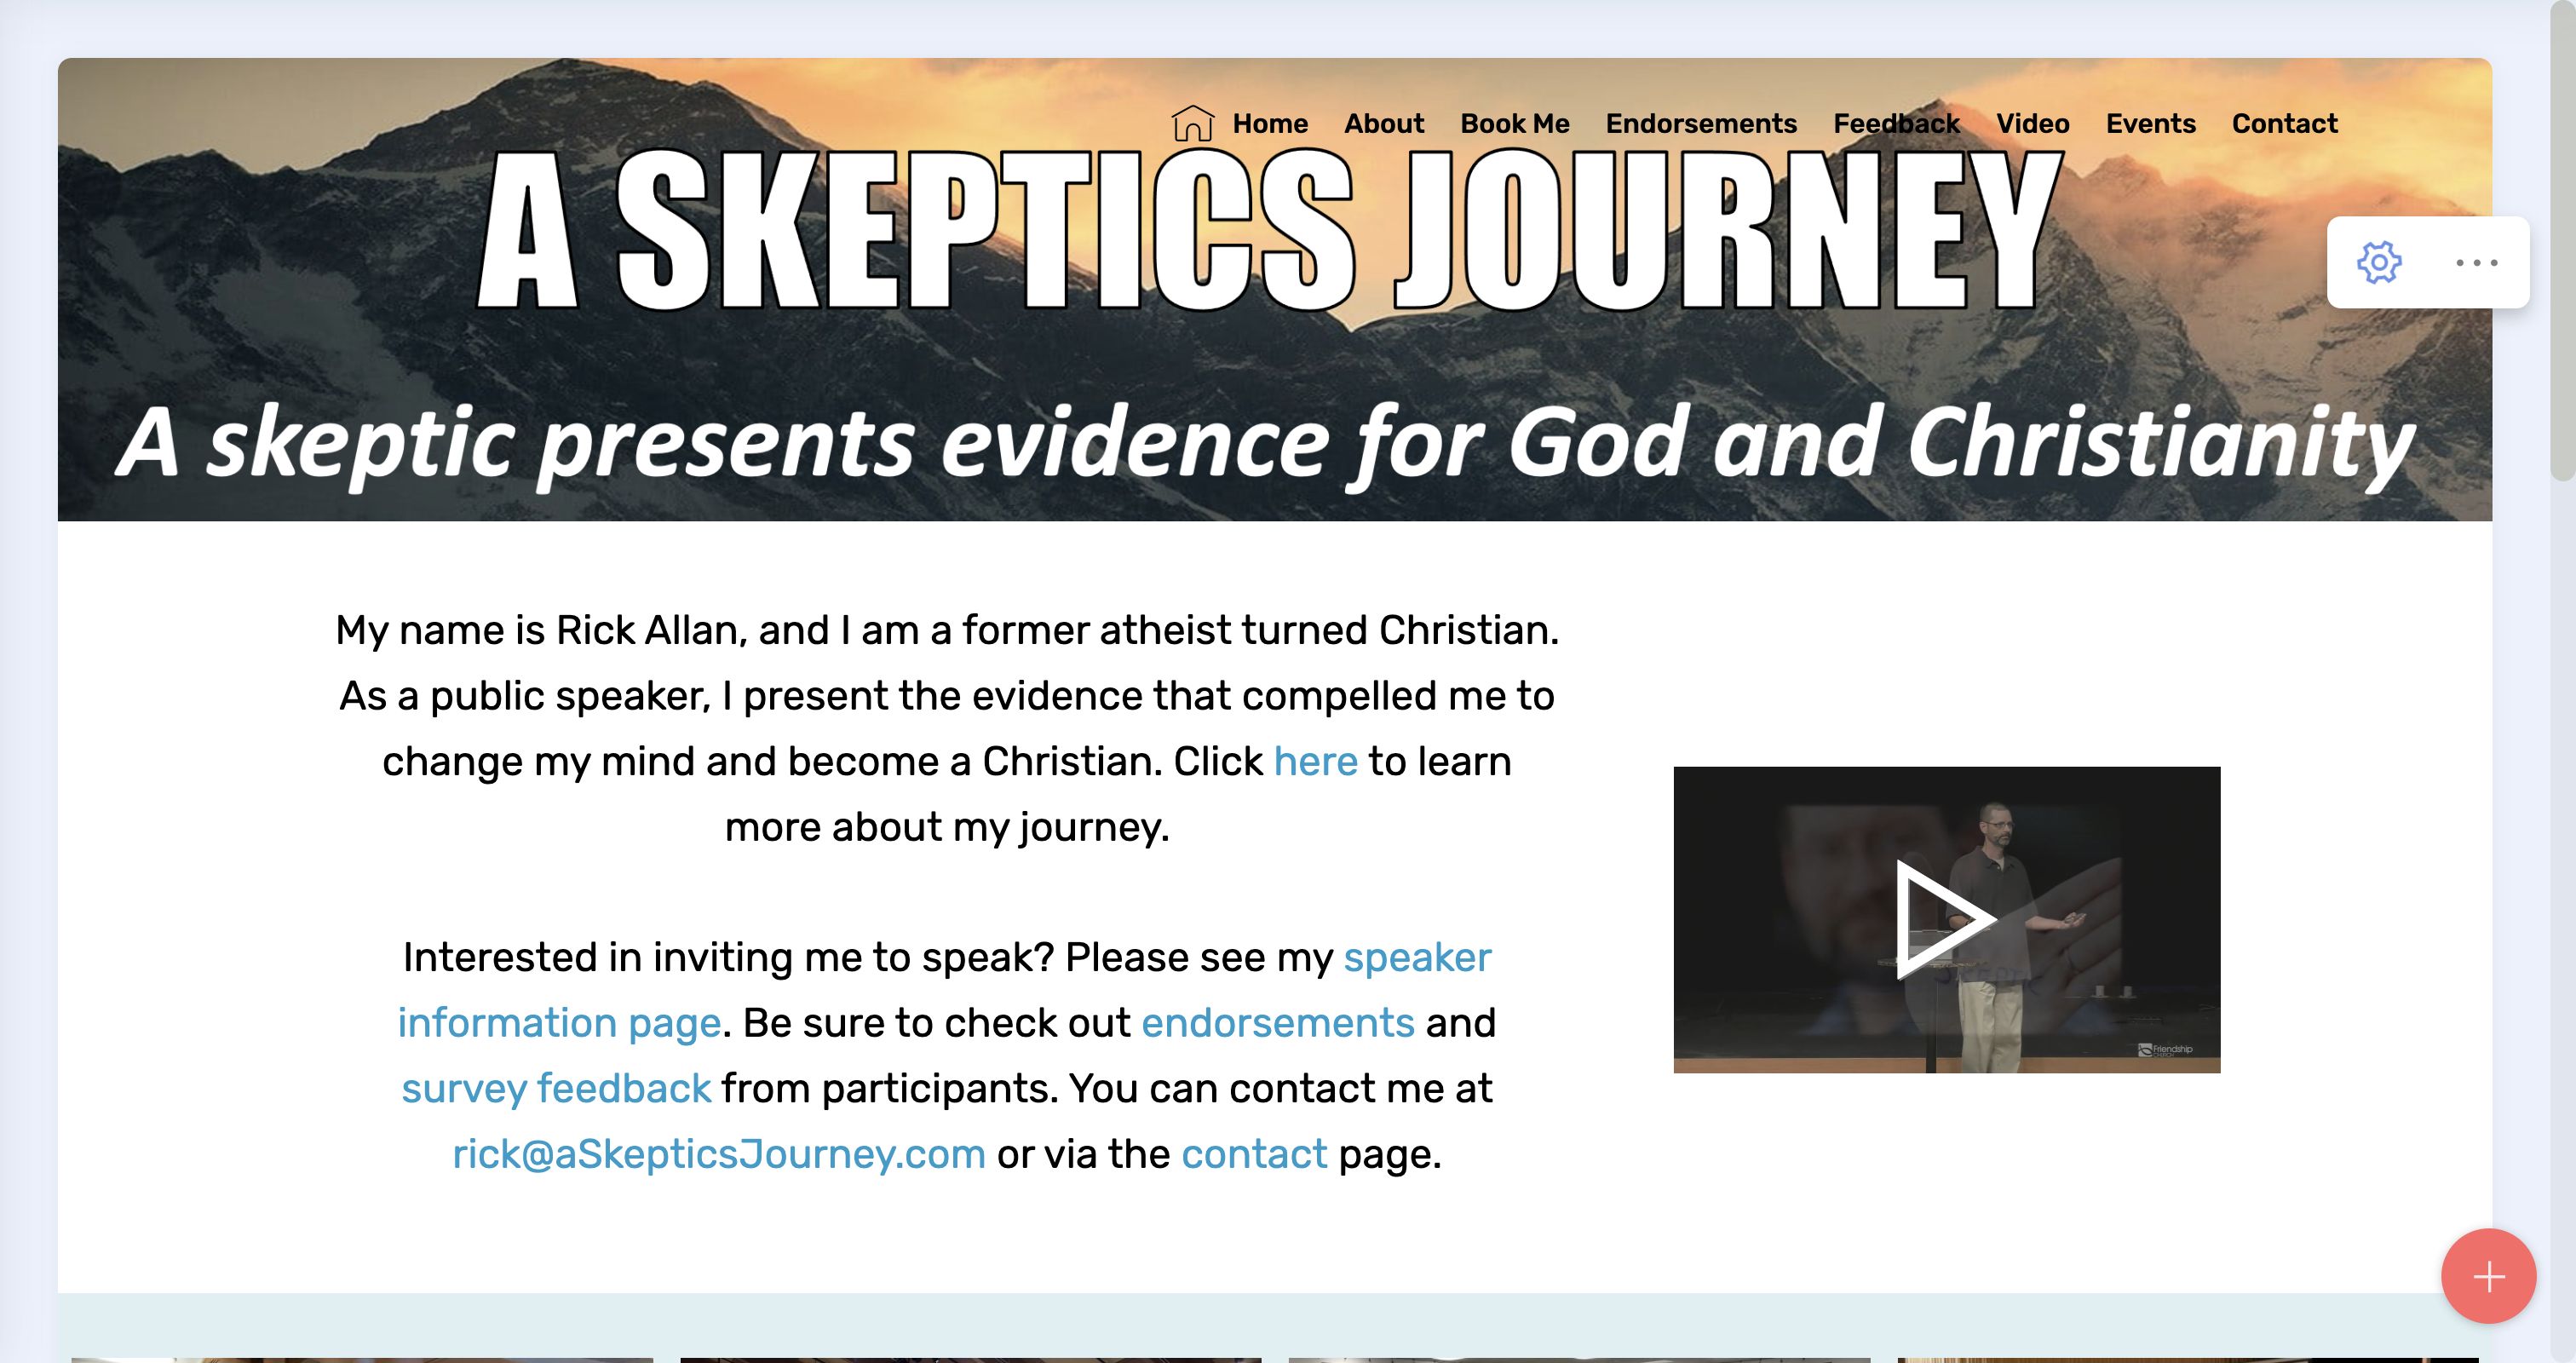 Home About Book Me Endorsements Feedback Video Events Contact
A SKEPTICS JOURNEY
A skeptic presents evidence for God and Christianity
My name is Rick Allan, and I am a former atheist turned Christian.
As a public speaker, I present the evidence that compelled me to
change my mind and become a Christian. Click here to learn
more about my journey.
Interested in inviting me to speak? Please see my speaker
information page. Be sure to check out endorsements and
survey feedback from participants. You can contact me at
rick@aSkepticsJourney.com or via the contact page.
Friendship